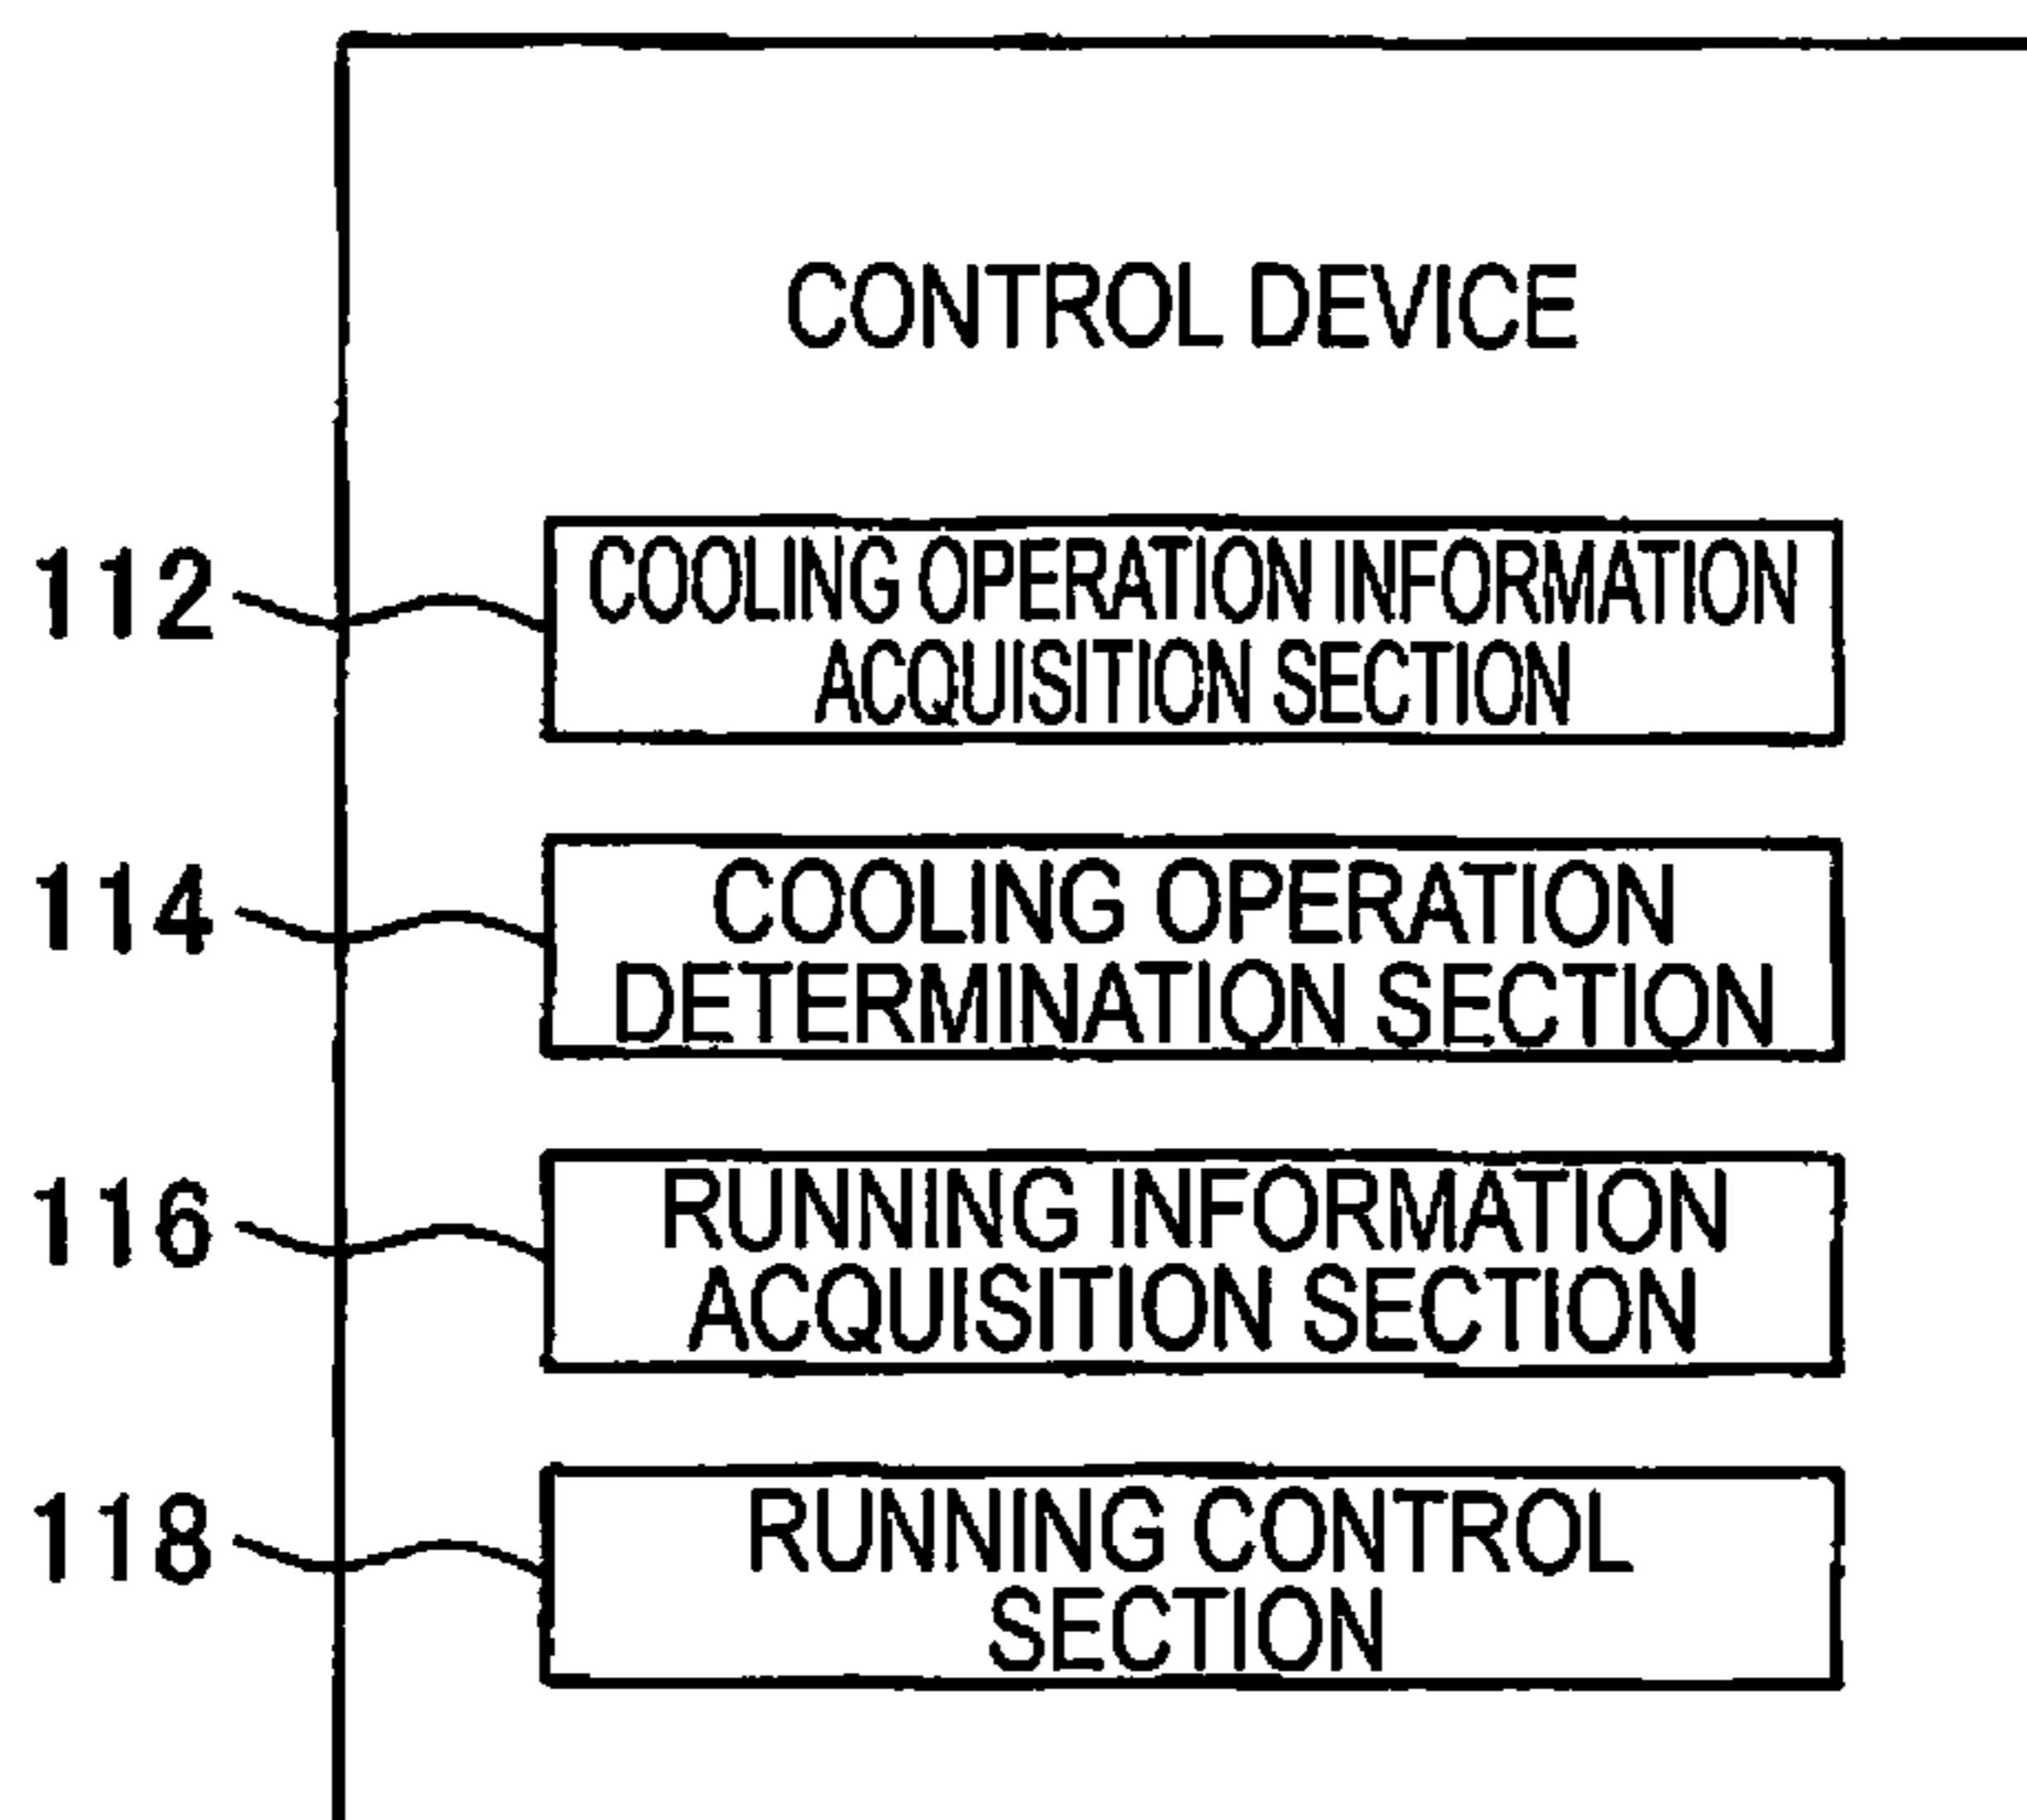 CONTROL DEVICE
112
COOLING OPERATION INFORMATION
ACQUISITION SECTION
114
COOLING OPERATION
DETERMINATION SECTION
116
RUNNING INFORMATION
ACQUISITION SECTION
118
RUNNING CONTROL
SECTION